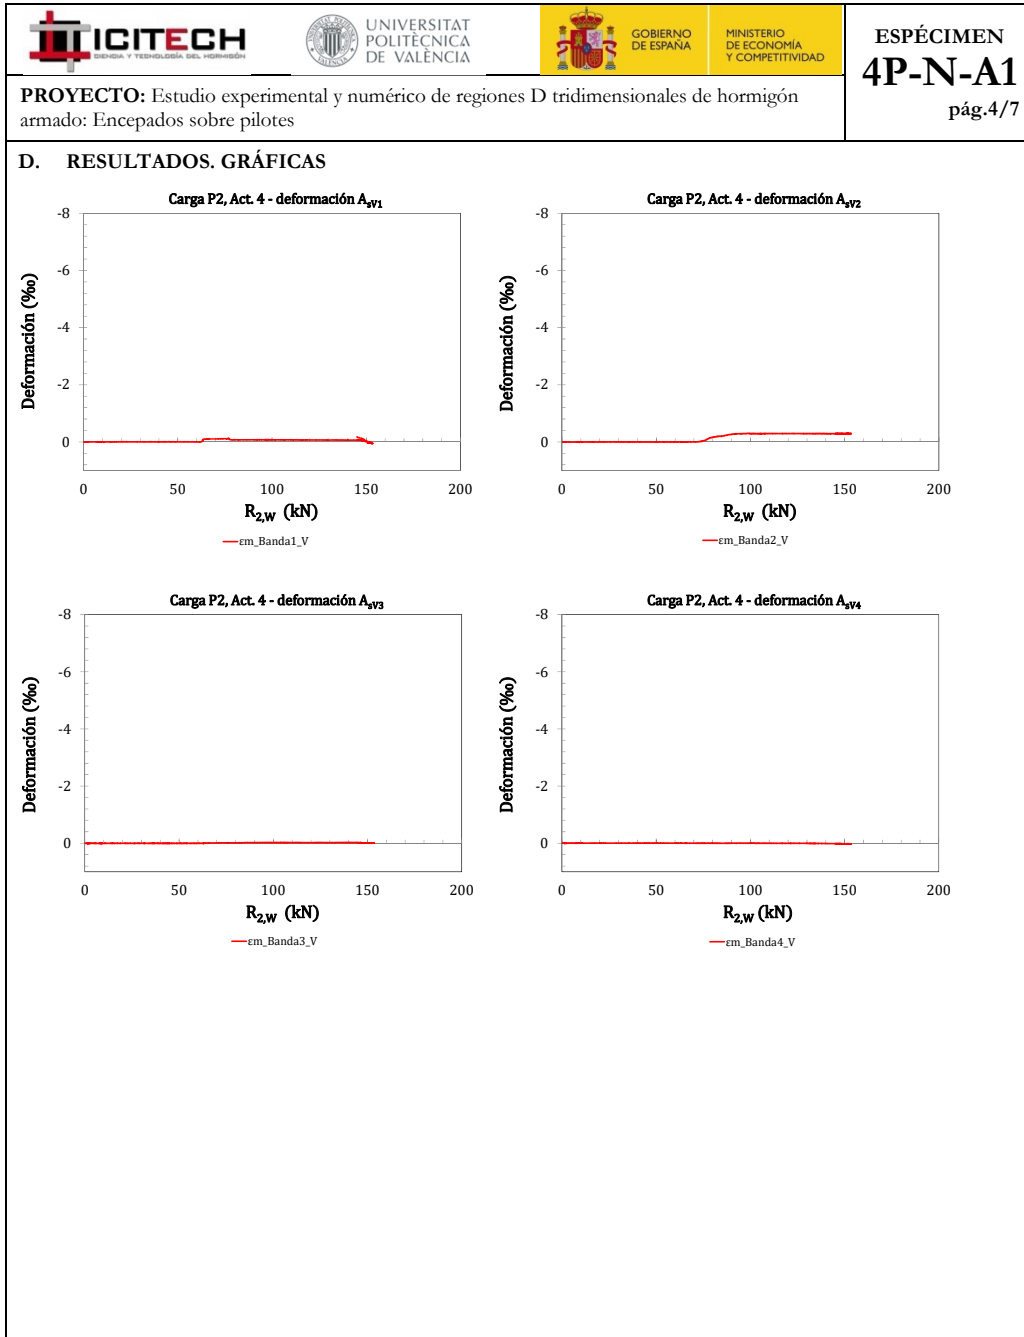 ICITECH
CIENCIA Y TECNOLOGÍA DEL HORMIGÓN
UNIVERSITAT
POLITÈCNICA
DE VALÈNCIA
GOBIERNO
DE ESPAÑA
MINISTERIO
DE ECONOMÍA
Y COMPETITIVIDAD
ESPÉCIMEN
4P-N-A1
pág.4/7
PROYECTO: Estudio experimental y numérico de regiones D tridimensionales de hormigón
armado: Encepados sobre pilotes
D. RESULTADOS. GRÁFICAS
Carga P2, Act. 4 - deformación AsV1
Deformación (‰)
-8
-6
-4
-2
0
0 50 100 150 200
R2,W (kN)
εm_Banda1_V
Carga P2, Act. 4 - deformación AsV2
Deformación (‰)
-8
-6
-4
-2
0
0 50 100 150 200
R2,W (kN)
εm_Banda2_V
Carga P2, Act. 4 - deformación AsV3
Deformación (‰)
-8
-6
-4
-2
0
0 50 100 150 200
R2,W (kN)
εm_Banda3_V
Carga P2, Act. 4 - deformación AsV4
Deformación (‰)
-8
-6
-4
-2
0
0 50 100 150 200
R2,W (kN)
εm_Banda4_V